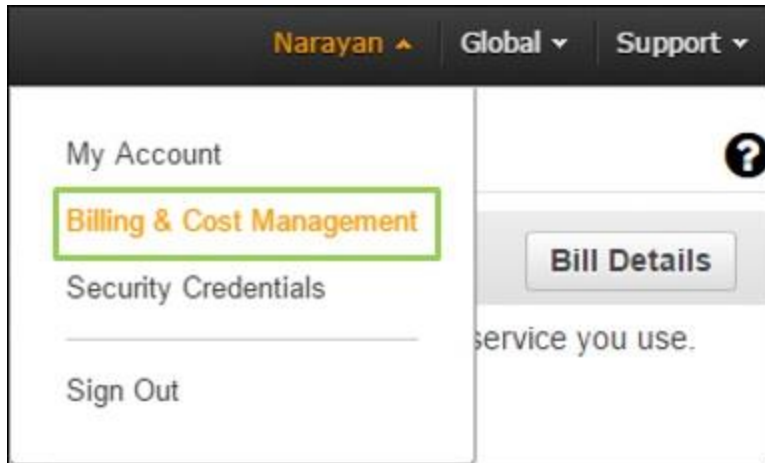 Narayan Global Support
My Account
?
Billing & Cost Management
Bill Details
Security Credentials
service you use.
Sign Out